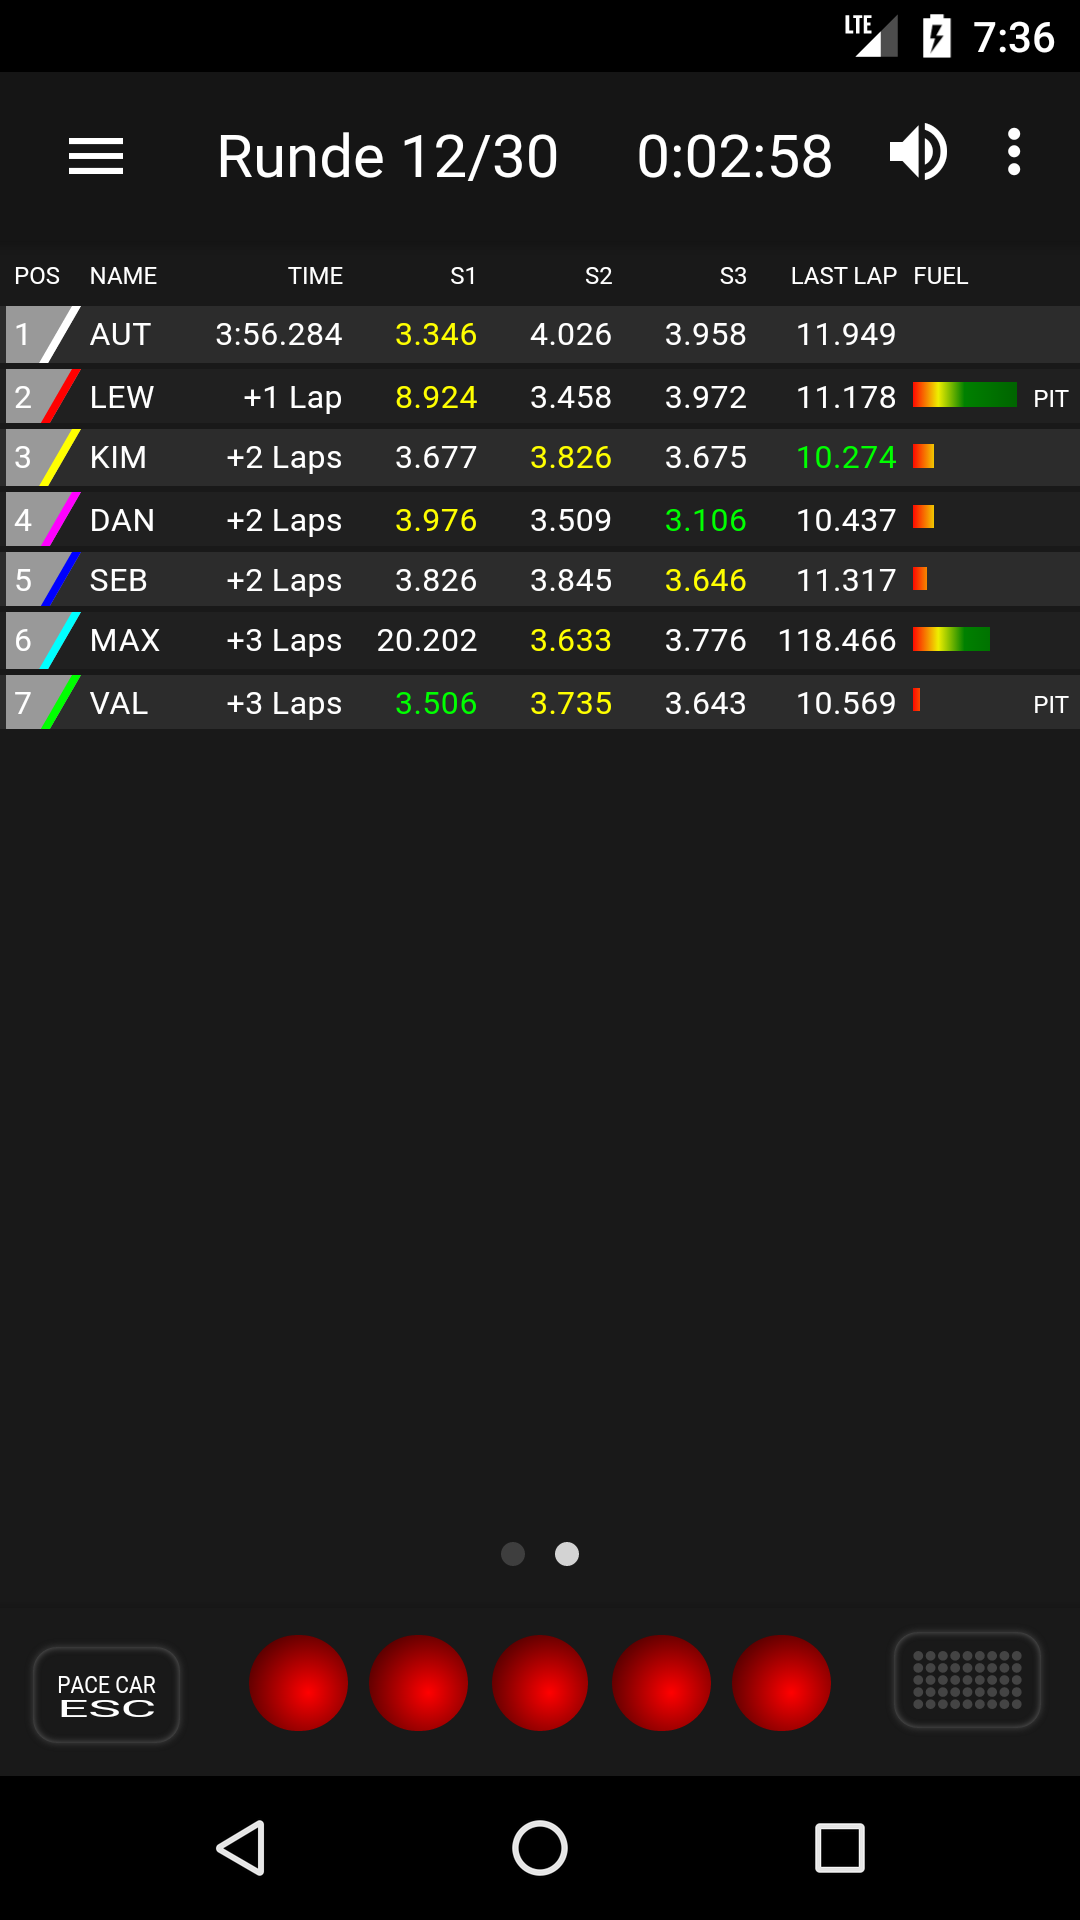 LTE 7:36
Runde 12/30 0:02:58
POS NAME TIME S1 S2 S3 LAST LAP FUEL
1 AUT 3:56.284 3.346 4.026 3.958 11.949
2 LEW +1 Lap 8.924 3.458 3.972 11.178 PIT
3 KIM +2 Laps 3.677 3.826 3.675 10.274
4 DAN +2 Laps 3.976 3.509 3.106 10.437
5 SEB +2 Laps 3.826 3.845 3.646 11.317
6 MAX +3 Laps 20.202 3.633 3.776 118.466
7 VAL +3 Laps 3.506 3.735 3.643 10.569 PIT
PACE CAR
ESC